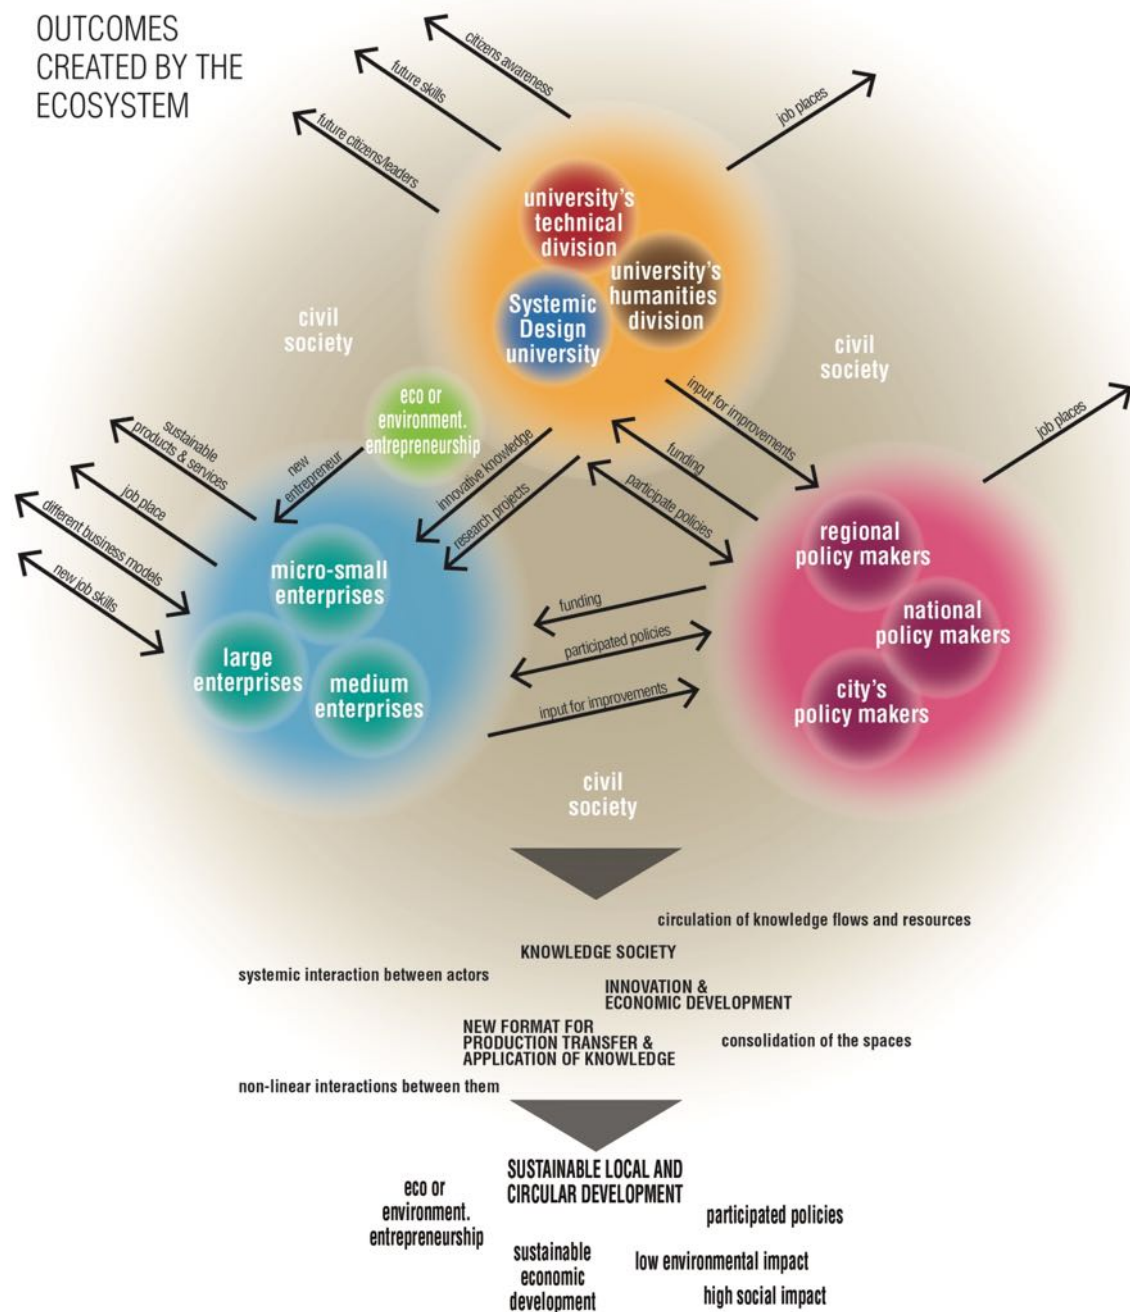 OUTCOMES
CREATED BY THE
ECOSYSTEM
citizens awareness
future skills
future citizens/leaders
job places
university's
technical
division
university's
humanities
division
Systemic
Design
university
civil
society
civil
society
eco or
environment.
entrepreneurship
input for improvements
job places
sustainable
products & services
new
entrepreneur
innovative knowledge
funding
job place
research projects
participate policies
different business models
new job skills
regional
policy makers
micro-small
enterprises
funding
national
policy makers
large
enterprises
participated policies
medium
enterprises
city's
policy makers
input for improvements
civil
society
circulation of knowledge flows and resources
KNOWLEDGE SOCIETY
systemic interaction between actors
INNOVATION &
ECONOMIC DEVELOPMENT
NEW FORMAT FOR
PRODUCTION TRANSFER &
APPLICATION OF KNOWLEDGE
consolidation of the spaces
non-linear interactions between them
SUSTAINABLE LOCAL AND
CIRCULAR DEVELOPMENT
eco or
environment.
entrepreneurship
participated policies
sustainable
economic
development
low environmental impact
high social impact